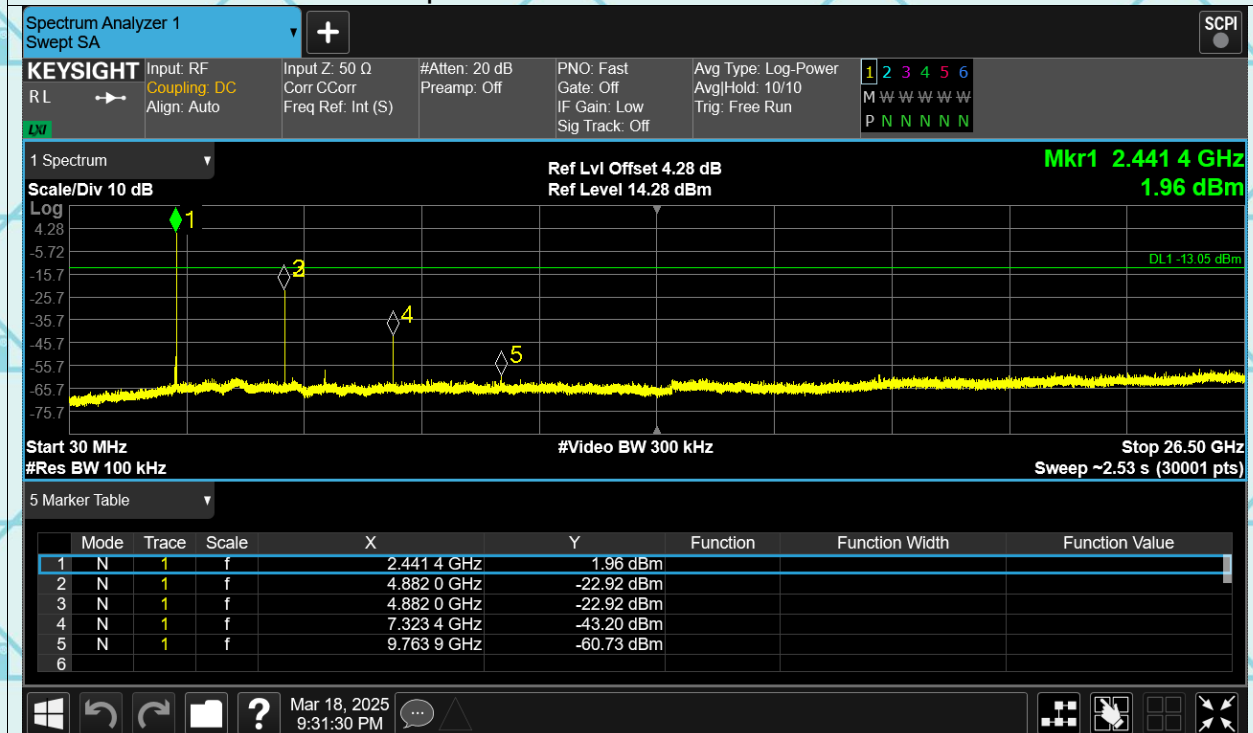 Spectrum Analyzer 1
Swept SA
+
SCPI
KEYSIGHT Input: RF Input Z: 50 Ω #Atten: 20 dB PNO: Fast Avg Type: Log-Power 1 2 3 4 5 6
RL Coupling: DC Corr CCorr Preamp: Off Gate: Off Avg|Hold: 10/10 M W W W W W
Align: Auto Freq Ref: Int (S) IF Gain: Low Trig: Free Run P N N N N N
LXI Sig Track: Off
1 Spectrum
Scale/Div 10 dB
Ref Lvl Offset 4.28 dB
Ref Level 14.28 dBm
Mkr1 2.441 4 GHz
1.96 dBm
Log
4.28
-5.72
-15.7
-25.7
-35.7
-45.7
-55.7
-65.7
-75.7
1
3
4
5
DL1 -13.05 dBm
Start 30 MHz #Video BW 300 kHz Stop 26.50 GHz
#Res BW 100 kHz Sweep ~2.53 s (30001 pts)
5 Marker Table
Mode Trace Scale X Y Function Function Width Function Value
1 N 1 f 2.441 4 GHz 1.96 dBm
2 N 1 f 4.882 0 GHz -22.92 dBm
3 N 1 f 4.882 0 GHz -22.92 dBm
4 N 1 f 7.323 4 GHz -43.20 dBm
5 N 1 f 9.763 9 GHz -60.73 dBm
6
?
Mar 18, 2025
9:31:30 PM